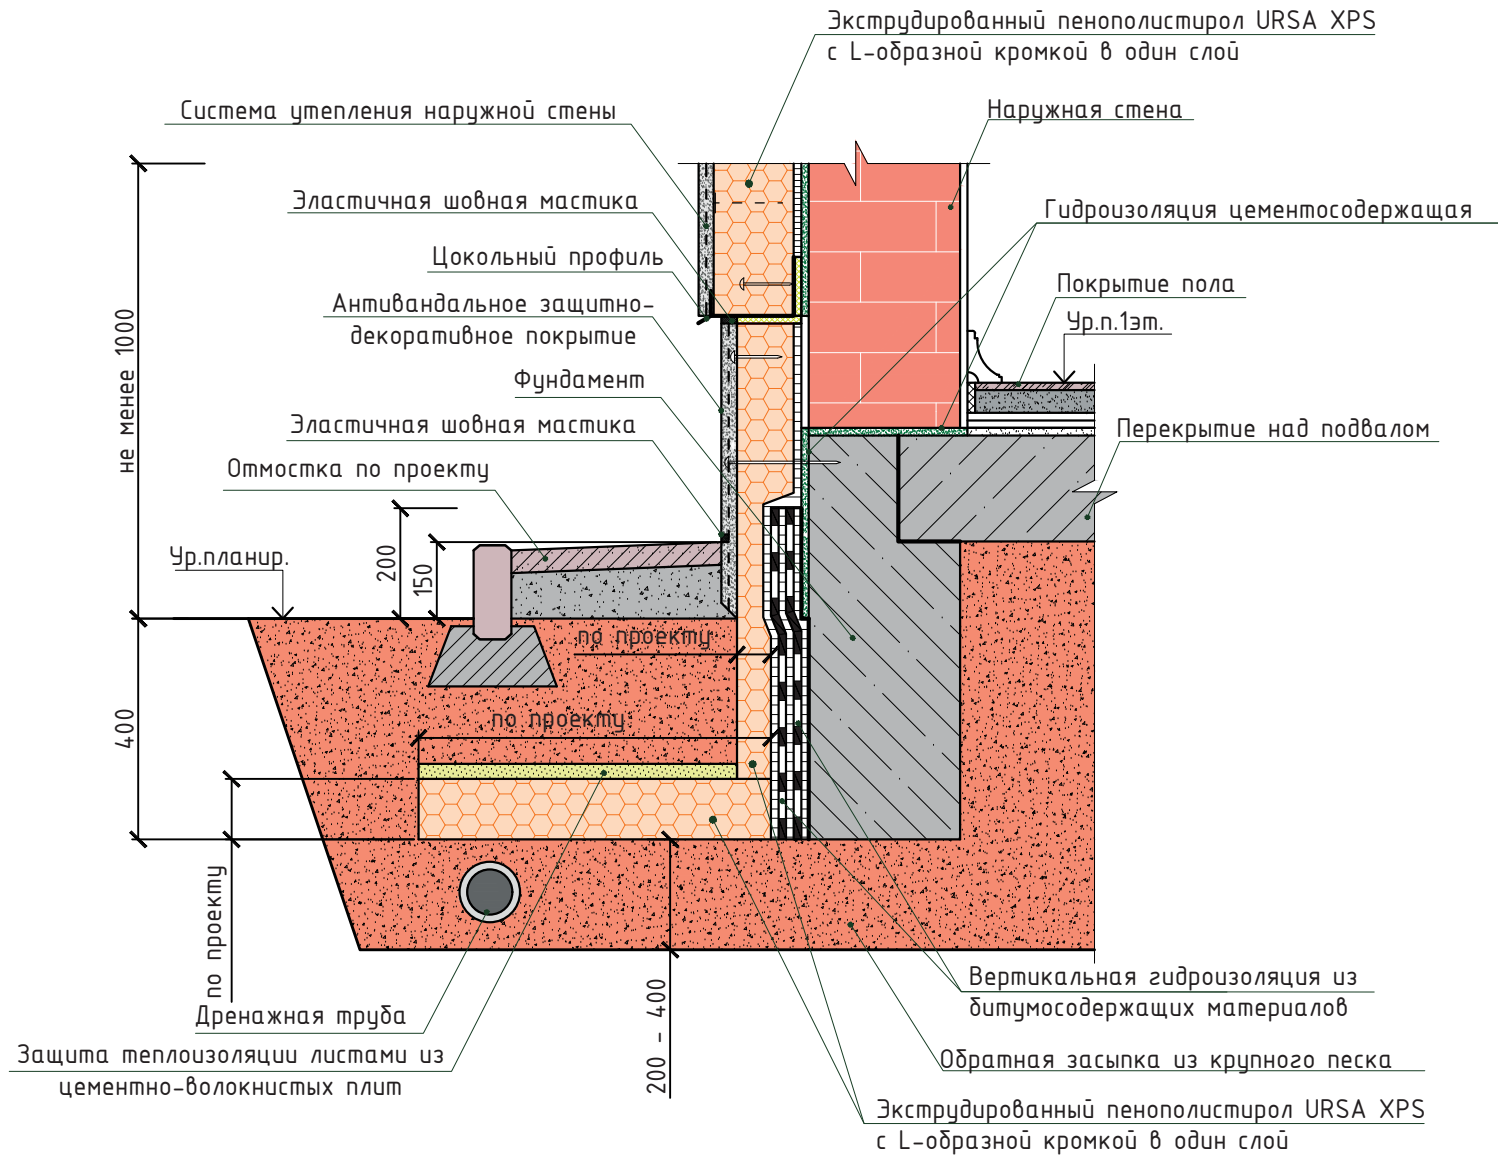 Экструдированный пенополистирол URSA XPS
с L-образной кромкой в один слой
Система утепления наружной стены
Наружная стена
Эластичная шовная мастика
Гидроизоляция цементосодержащая
Цокольный профиль
Покрытие пола
Антивандальное защитно-
декоративное покрытие
Ур.п.1эт.
не менее 1000
Фундамент
Эластичная шовная мастика
Перекрытие над подвалом
Отмостка по проекту
200
150
Ур.планир.
по проекту
400
по проекту
по проекту
Вертикальная гидроизоляция из
битумосодержащих материалов
Дренажная труба
200 - 400
Защита теплоизоляции листами из
цементно-волокнистых плит
Обратная засыпка из крупного песка
Экструдированный пенополистирол URSA XPS
с L-образной кромкой в один слой